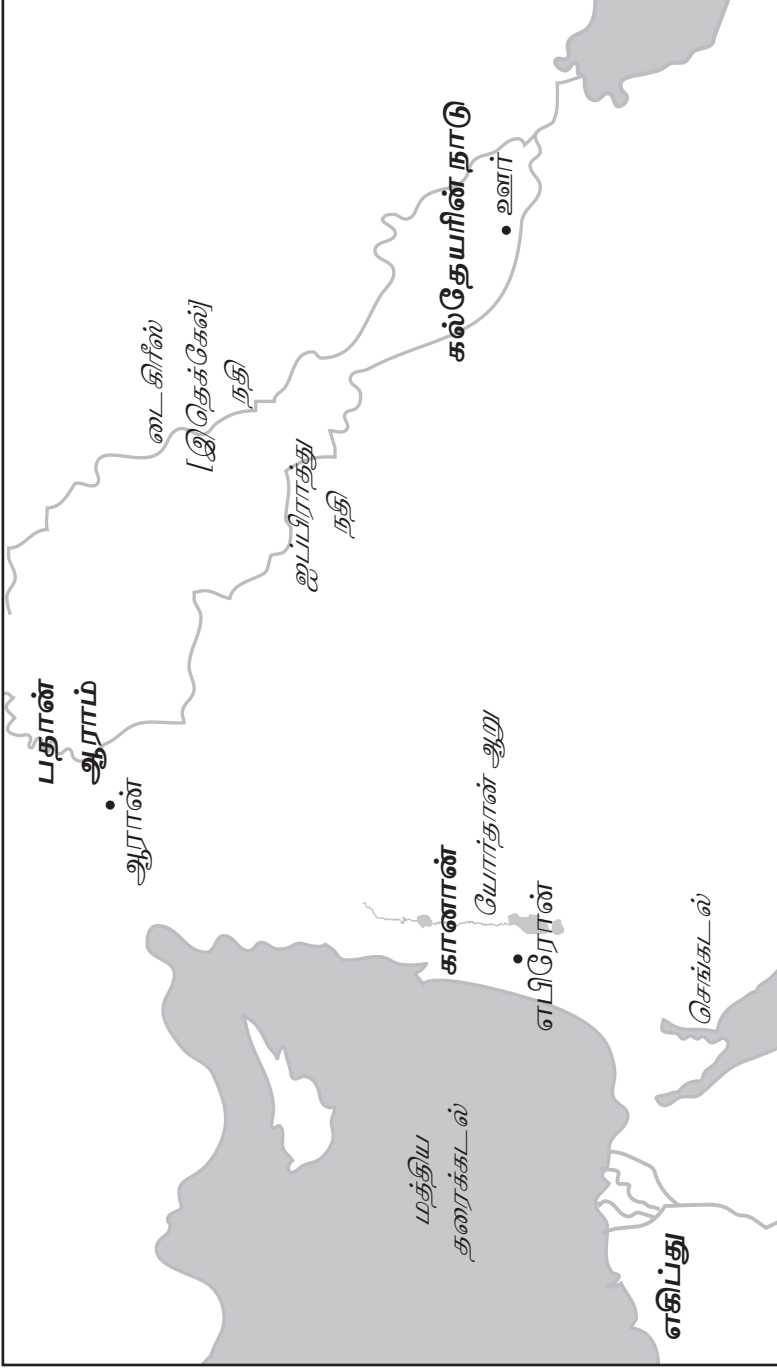 பதான்
ஆராம்
ஆரான்
டைகிரீஸ்
[இதெக்கேல்]
நதி
ஐப்பிராத்து
நதி
கல்தேயரின் நாடு
ஊர்
மத்திய
தரைக்கடல்
கானான்
யோர்தான் ஆறு
எபிரோன்
எகிப்து
செங்கடல்